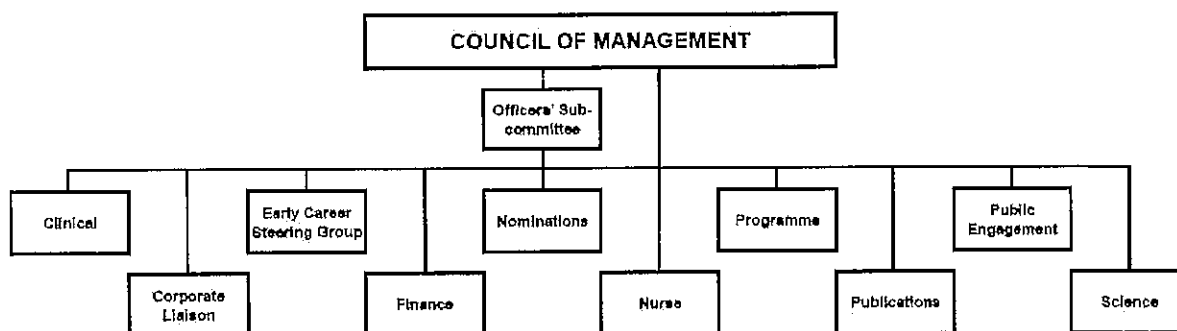 COUNCIL OF MANAGEMENT
Officers' Sub-
committee
Clinical
Early Career
Steering Group
Nominations
Programme
Public
Engagement
Corporate
Liaison
Finance
Nurse
Publications
Science